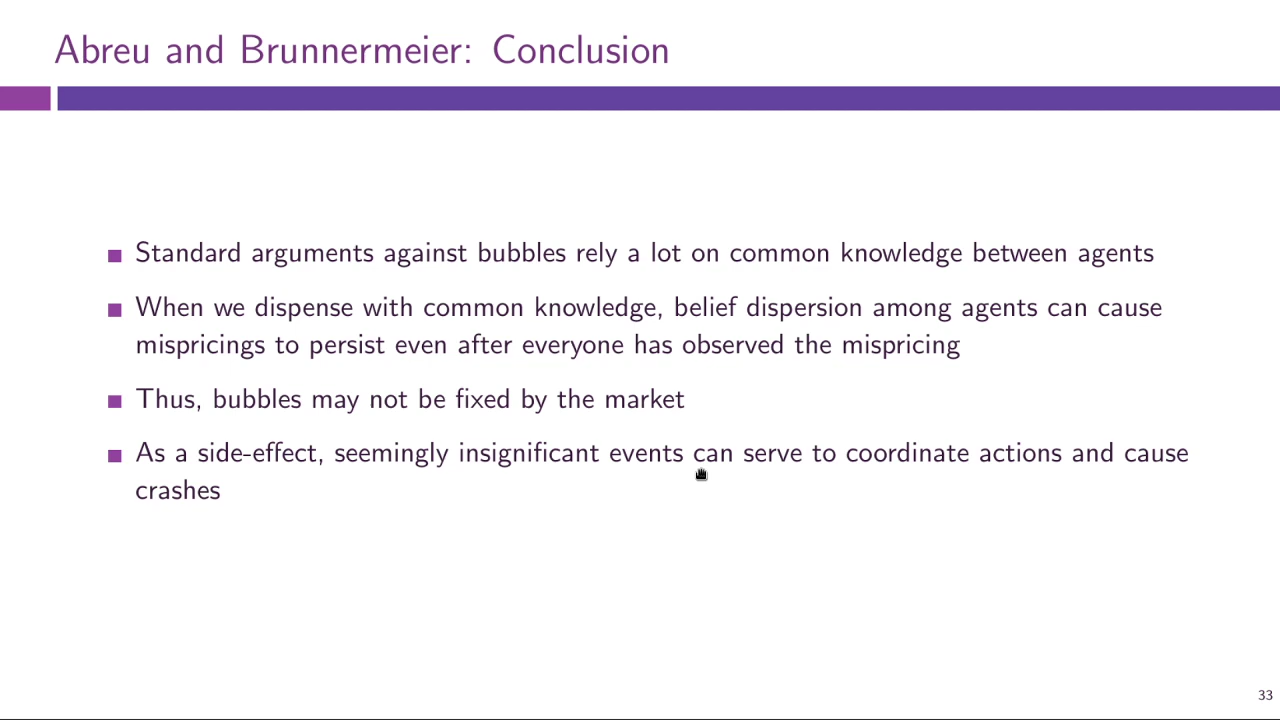 Abreu and Brunnermeier: Conclusion
Standard arguments against bubbles rely a lot on common knowledge between agents
When we dispense with common knowledge, belief dispersion among agents can cause
mispricings to persist even after everyone has observed the mispricing
Thus, bubbles may not be fixed by the market
As a side-effect, seemingly insignificant events can serve to coordinate actions and cause
crashes
33